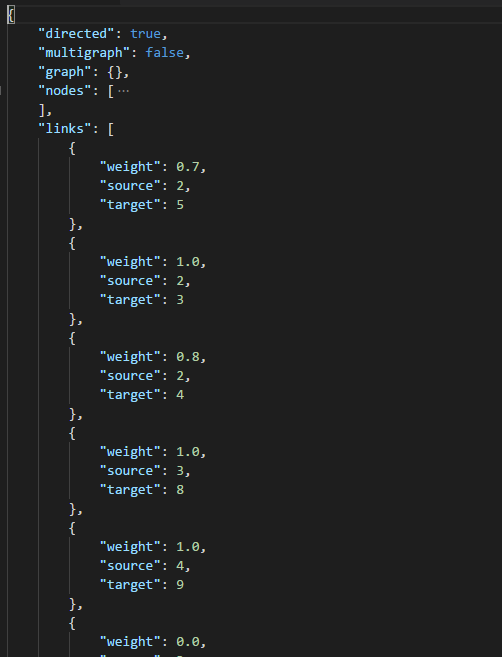 {
    "directed": true,
    "multigraph": false,
    "graph": {},
    "nodes": [ ···
    ],
    "links": [
        {
            "weight": 0.7,
            "source": 2,
            "target": 5
        },
        {
            "weight": 1.0,
            "source": 2,
            "target": 3
        },
        {
            "weight": 0.8,
            "source": 2,
            "target": 4
        },
        {
            "weight": 1.0,
            "source": 3,
            "target": 8
        },
        {
            "weight": 1.0,
            "source": 4,
            "target": 9
        },
        {
            "weight": 0.0,